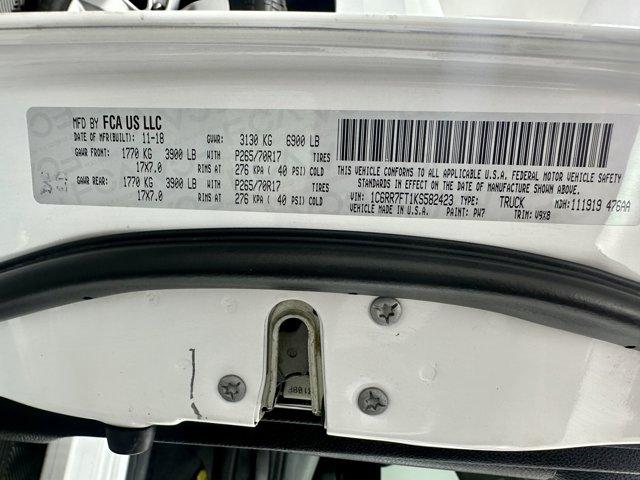 MFD BY FCA US LLC
DATE OF MFR(BUILT): 11-18 GVWR: 3130 KG 6900 LB
GAWR FRONT: 1770 KG 3900 LB WITH P265/70R17 TIRES
17X7.0 RIMS AT 276 KPA ( 40 PSI) COLD
GAWR REAR: 1770 KG 3900 LB WITH P265/70R17 TIRES
17X7.0 RIMS AT 276 KPA ( 40 PSI) COLD
THIS VEHICLE CONFORMS TO ALL APPLICABLE U.S.A. FEDERAL MOTOR VEHICLE SAFETY
STANDARDS IN EFFECT ON THE DATE OF MANUFACTURE SHOWN ABOVE
VIN: 1C6RR7FT1KS582423 TYPE: TRUCK MDH:111919 476AA
VEHICLE MADE IN U.S.A. PAINT: PW7 TRIM: V9X8